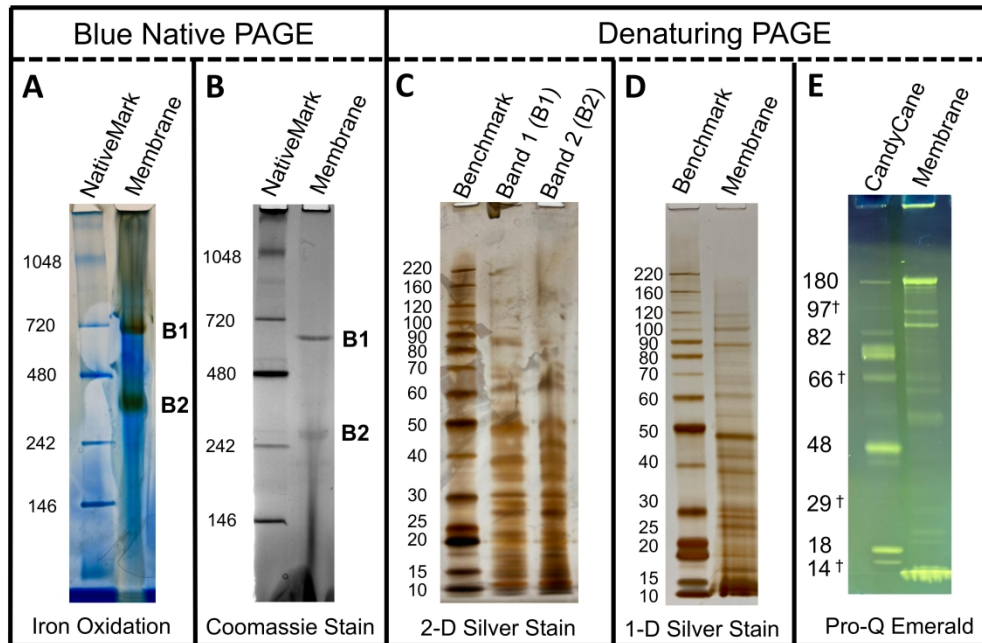 Blue Native PAGE
Denaturing PAGE
A
NativeMark
Membrane
1048
720
480
242
146
B1
B2
Iron Oxidation
B
NativeMark
Membrane
1048
720
480
242
146
B1
B2
Coomassie Stain
C
Benchmark
Band 1 (B1)
Band 2 (B2)
220
160
120
100
90
80
70
60
50
40
30
25
20
15
10
2-D Silver Stain
D
Benchmark
Membrane
220
160
120
100
90
80
70
60
50
40
30
25
20
15
10
1-D Silver Stain
E
CandyCane
Membrane
180
97†
82
66†
48
29†
18
14†
Pro-Q Emerald